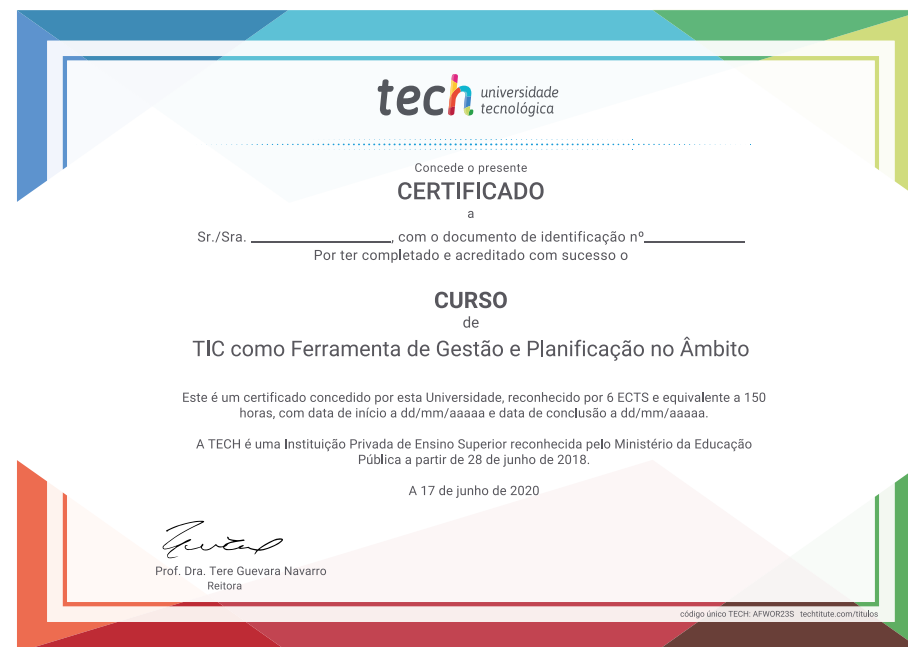 tech universidade
tecnológica
Concede o presente
CERTIFICADO
a
Sr./Sra. ____________________, com o documento de identificação nº______________
Por ter completado e acreditado com sucesso o
CURSO
de
TIC como Ferramenta de Gestão e Planificação no Âmbito
Este é um certificado concedido por esta Universidade, reconhecido por 6 ECTS e equivalente a 150
horas, com data de início a dd/mm/aaaaa e data de conclusão a dd/mm/aaaaa.
A TECH é uma Instituição Privada de Ensino Superior reconhecida pelo Ministério da Educação
Pública a partir de 28 de junho de 2018.
A 17 de junho de 2020
Prof. Dra. Tere Guevara Navarro
Reitora
código único TECH: AFWOR23S techtitute.com/titulos